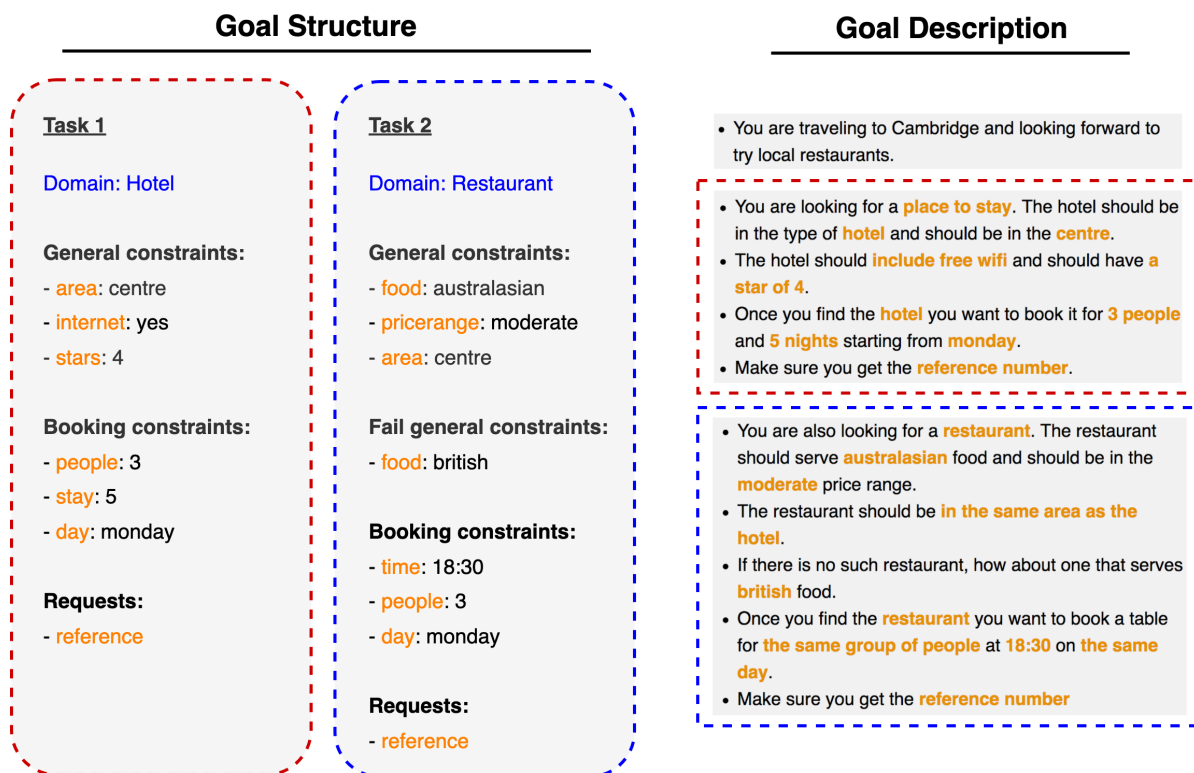 Goal Structure
Task 1
Domain: Hotel
General constraints:
- area: centre
- internet: yes
- stars: 4
Booking constraints:
- people: 3
- stay: 5
- day: monday
Requests:
- reference
Task 2
Domain: Restaurant
General constraints:
- food: australasian
- pricerange: moderate
- area: centre
Fail general constraints:
- food: british
Booking constraints:
- time: 18:30
- people: 3
- day: monday
Requests:
- reference
Goal Description
• You are traveling to Cambridge and looking forward to
try local restaurants.
• You are looking for a place to stay. The hotel should be
in the type of hotel and should be in the centre.
• The hotel should include free wifi and should have a
star of 4.
• Once you find the hotel you want to book it for 3 people
and 5 nights starting from monday.
• Make sure you get the reference number.
• You are also looking for a restaurant. The restaurant
should serve australasian food and should be in the
moderate price range.
• The restaurant should be in the same area as the
hotel.
• If there is no such restaurant, how about one that serves
british food.
• Once you find the restaurant you want to book a table
for the same group of people at 18:30 on the same
day.
• Make sure you get the reference number